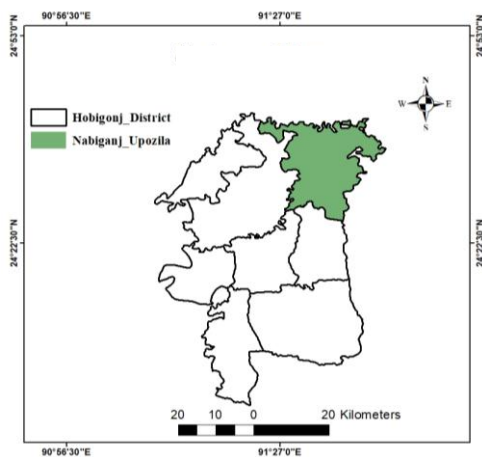 90°56'30"E 91°27'0"E
24°53'0"N
24°53'0"N
N
W E
S
Hobigonj_District
Nabiganj_Upozila
24°22'30"N
24°22'30"N
20 10 0 20 Kilometers
90°56'30"E 91°27'0"E